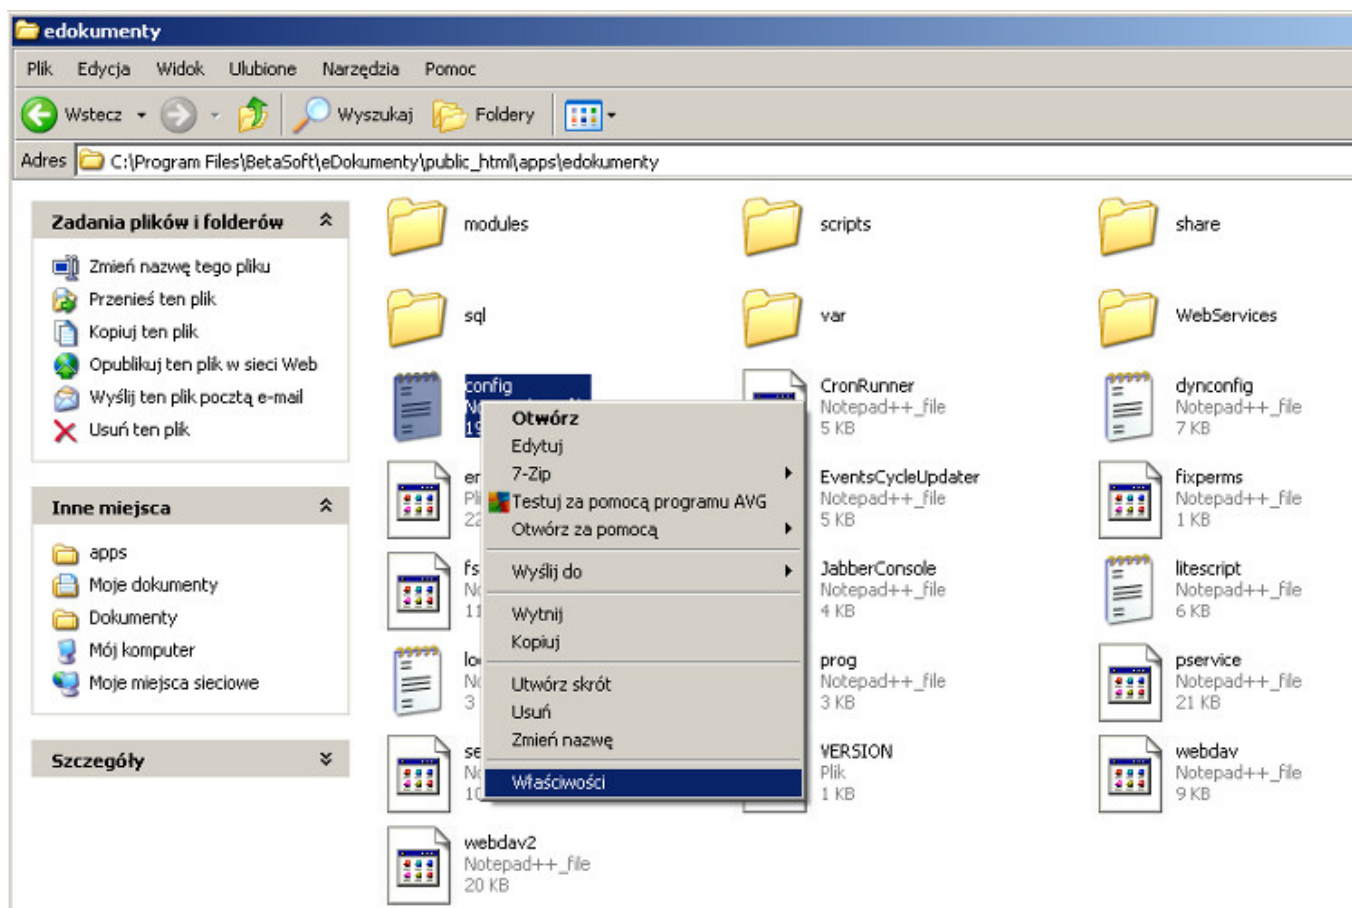 edokumenty
Plik Edycja Widok Ulubione Narzędzia Pomoc
Wstecz Wyszukaj Foldery
Adres C:\Program Files\BetaSoft\eDokumenty\public_html\apps\edokumenty
Zadania plików i folderów
Zmień nazwę tego pliku
Przenieś ten plik
Kopiuj ten plik
Opublikuj ten plik w sieci Web
Wyślij ten plik pocztą e-mail
Usuń ten plik
Inne miejsca
apps
Moje dokumenty
Dokumenty
Mój komputer
Moje miejsca sieciowe
Szczegóły
modules
scripts
share
sql
var
WebServices
config
CronRunner
Notepad++_file
5 KB
dynconfig
Notepad++_file
7 KB
EventsCycleUpdater
Notepad++_file
5 KB
fixperms
Notepad++_file
1 KB
JabberConsole
Notepad++_file
4 KB
litescript
Notepad++_file
6 KB
prog
Notepad++_file
3 KB
pservice
Notepad++_file
21 KB
VERSION
Plik
1 KB
webdav
Notepad++_file
9 KB
webdav2
Notepad++_file
20 KB
Otwórz
Edytuj
7-Zip
Testuj za pomocą programu AVG
Otwórz za pomocą
Wyślij do
Wytnij
Kopiuj
Utwórz skrót
Usuń
Zmień nazwę
Właściwości